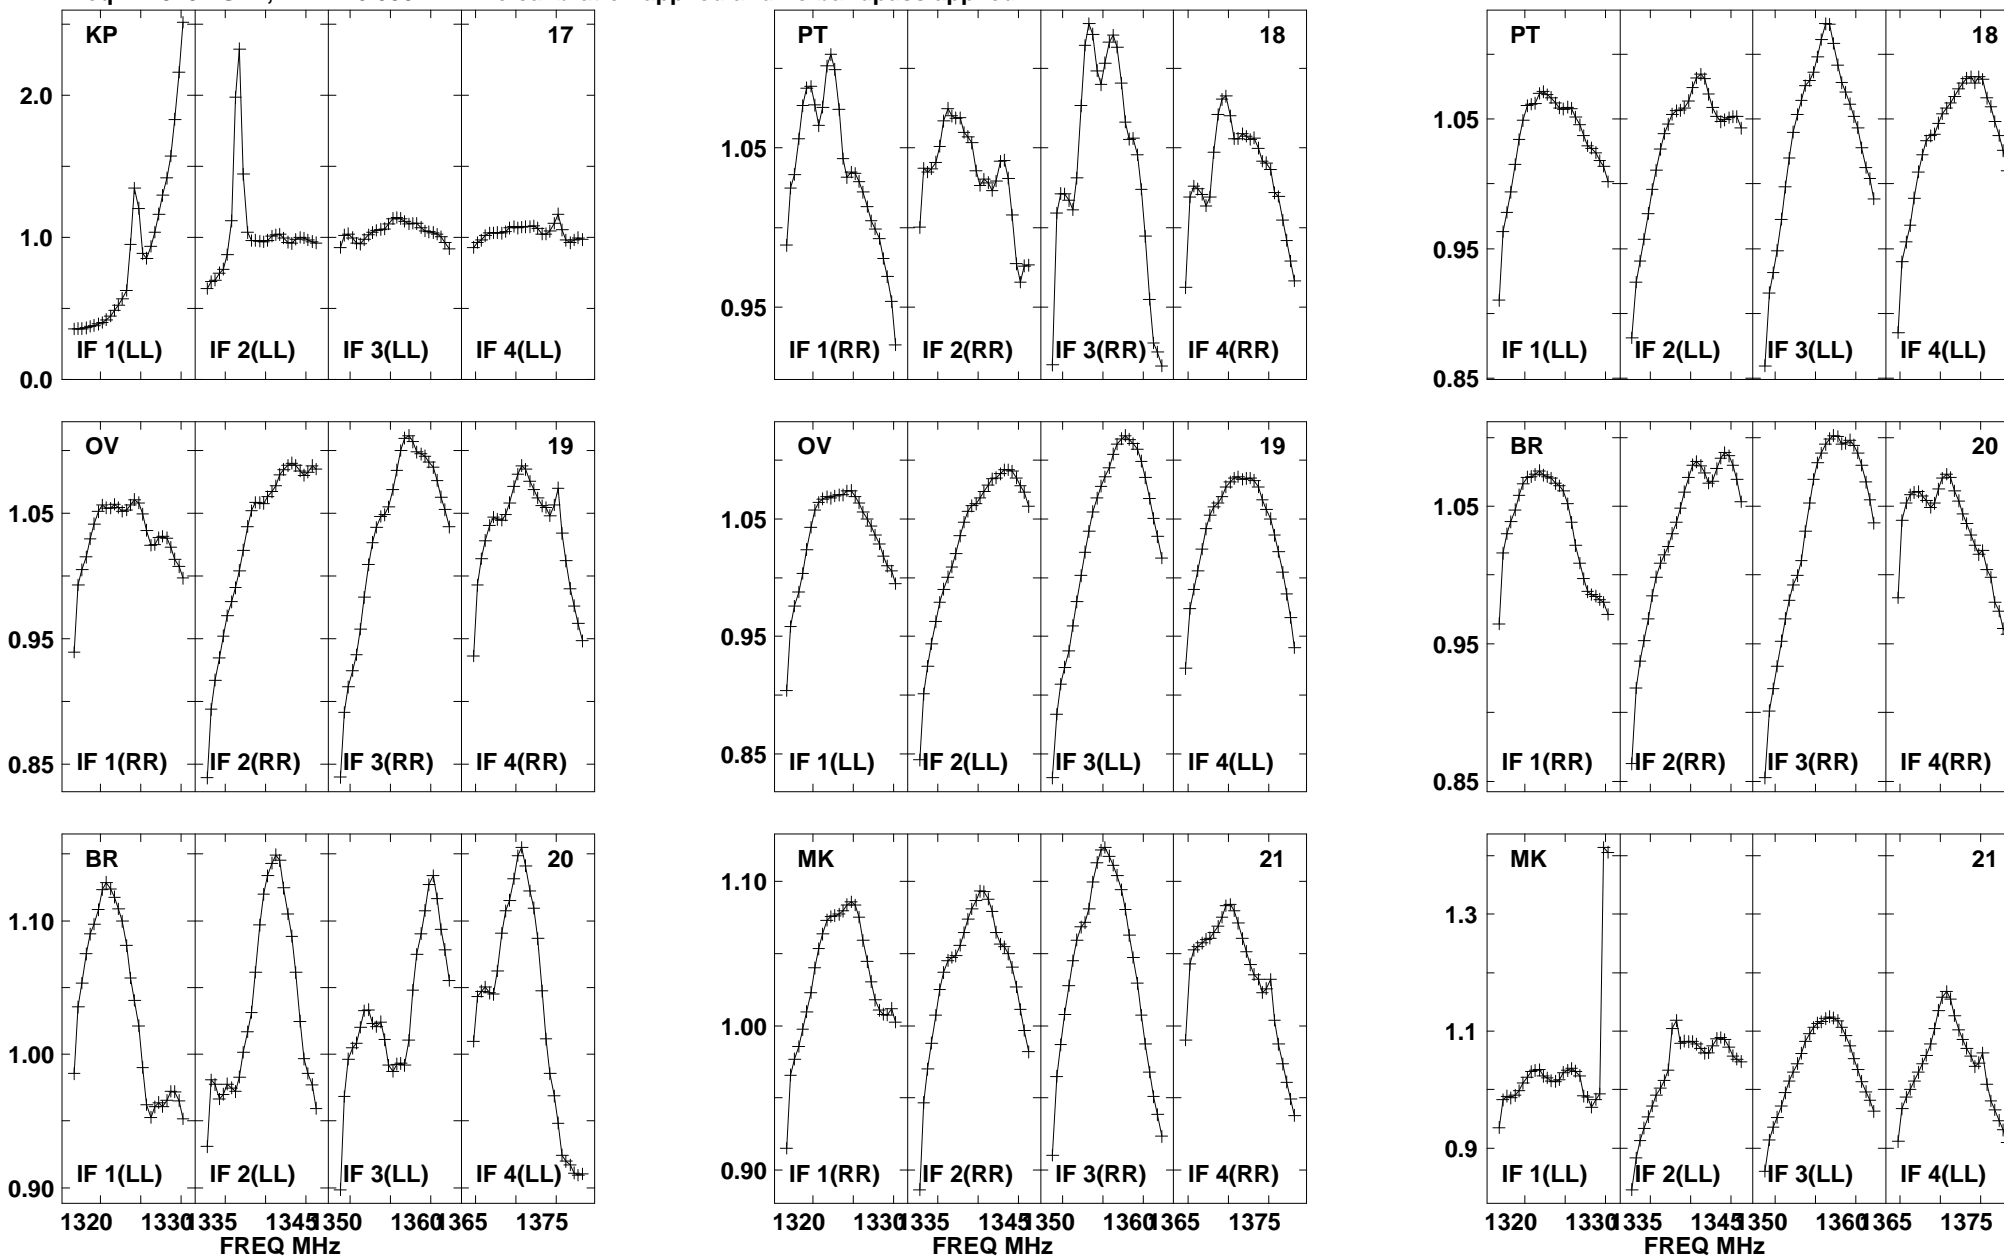 KP 17
2.0
1.0
0.0
IF 1(LL) IF 2(LL) IF 3(LL) IF 4(LL)
PT 18
1.05
0.95
IF 1(RR) IF 2(RR) IF 3(RR) IF 4(RR)
PT 18
1.05
0.95
0.85
IF 1(LL) IF 2(LL) IF 3(LL) IF 4(LL)
OV 19
1.05
0.95
0.85
IF 1(RR) IF 2(RR) IF 3(RR) IF 4(RR)
OV 19
1.05
0.95
0.85
IF 1(LL) IF 2(LL) IF 3(LL) IF 4(LL)
BR 20
1.05
0.95
0.85
IF 1(RR) IF 2(RR) IF 3(RR) IF 4(RR)
BR 20
1.10
1.00
0.90
IF 1(LL) IF 2(LL) IF 3(LL) IF 4(LL)
1320 1330 1335 1345 1350 1360 1365 1375
FREQ MHz
MK 21
1.10
1.00
0.90
IF 1(RR) IF 2(RR) IF 3(RR) IF 4(RR)
1320 1330 1335 1345 1350 1360 1365 1375
FREQ MHz
MK 21
1.3
1.1
0.9
IF 1(LL) IF 2(LL) IF 3(LL) IF 4(LL)
1320 1330 1335 1345 1350 1360 1365 1375
FREQ MHz